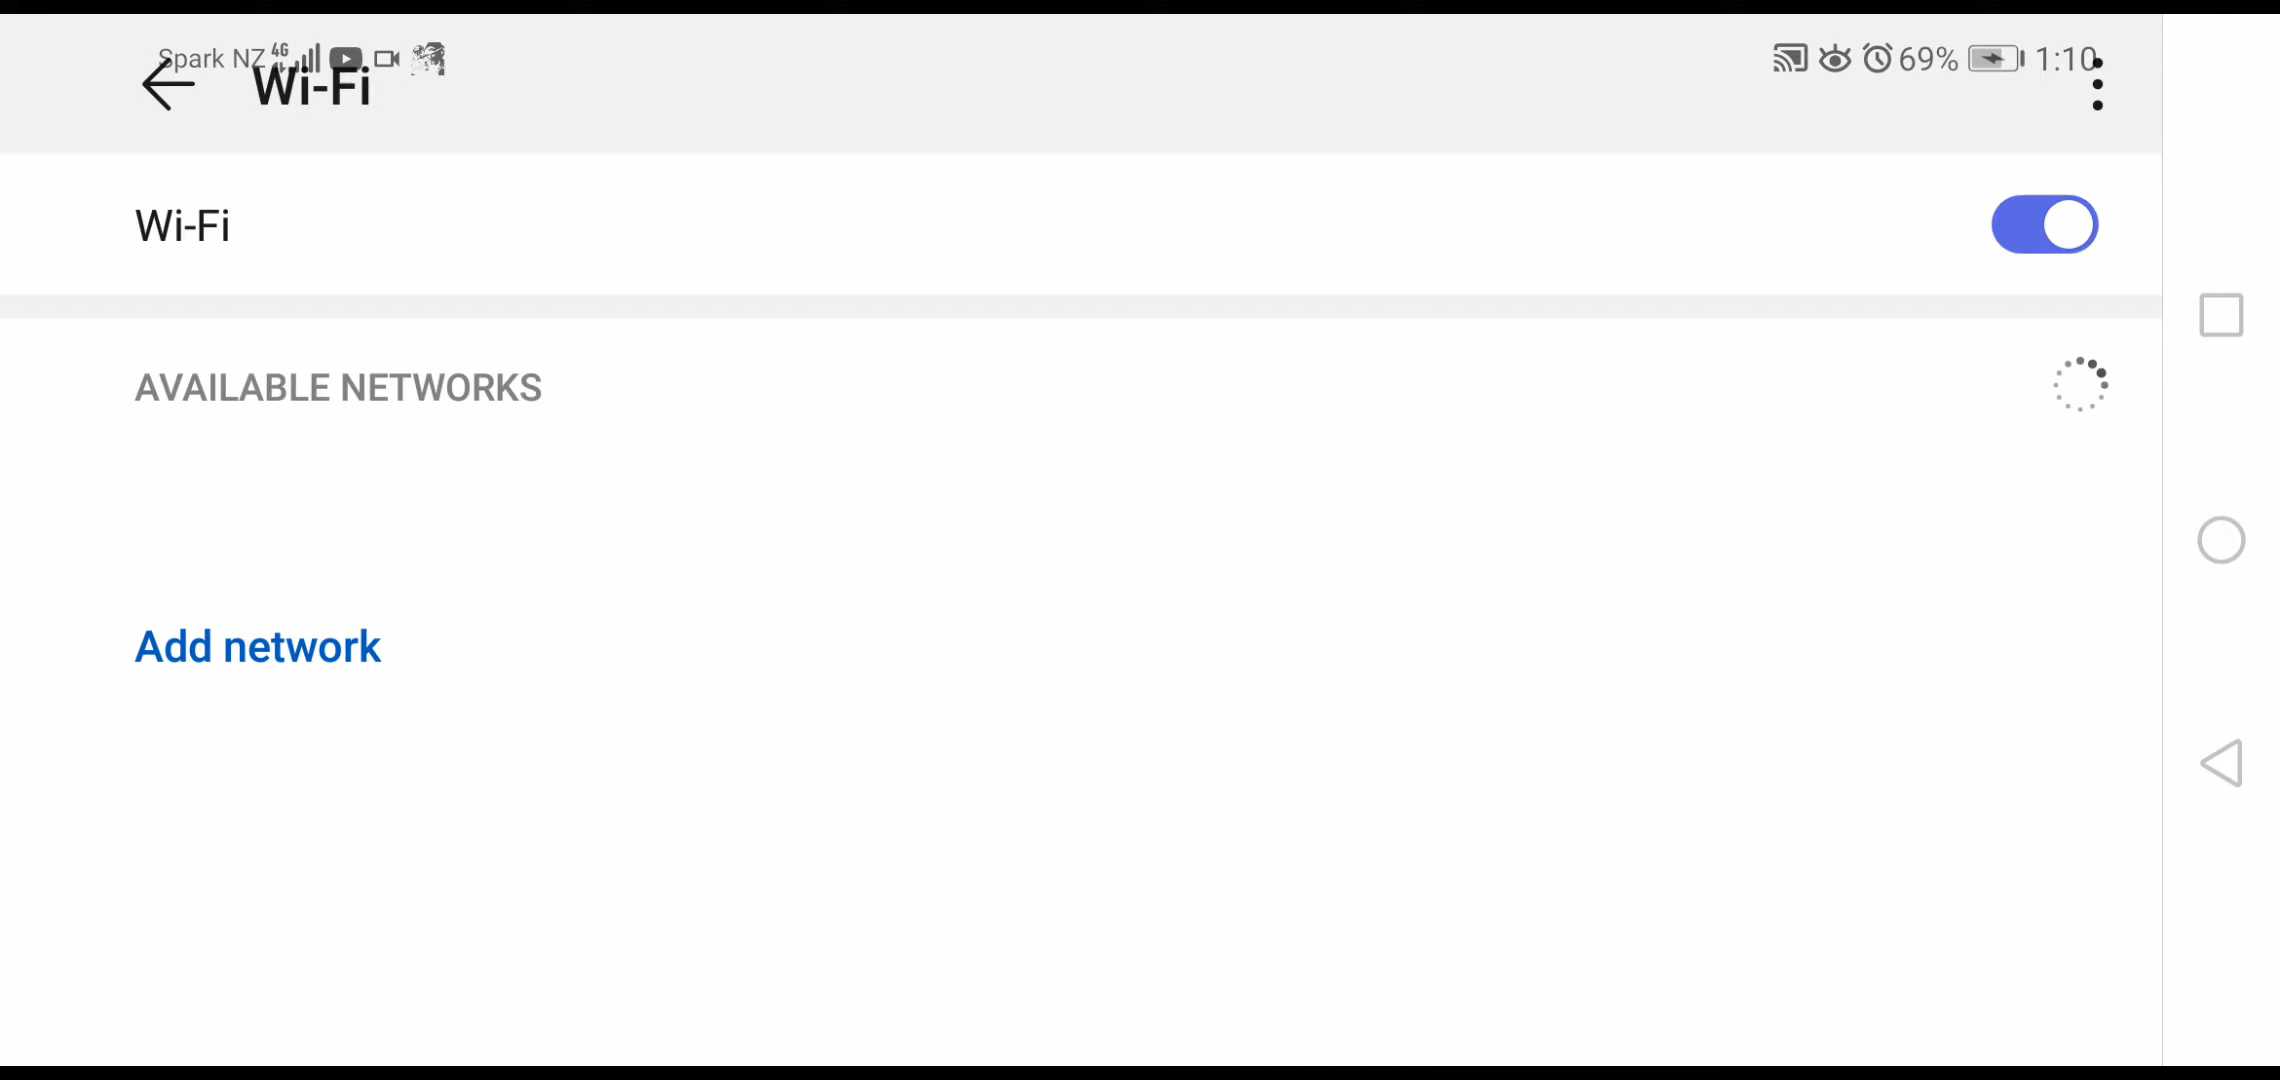 Spark NZ 4G 69% 1:10
Wi-Fi
Wi-Fi
AVAILABLE NETWORKS
Add network